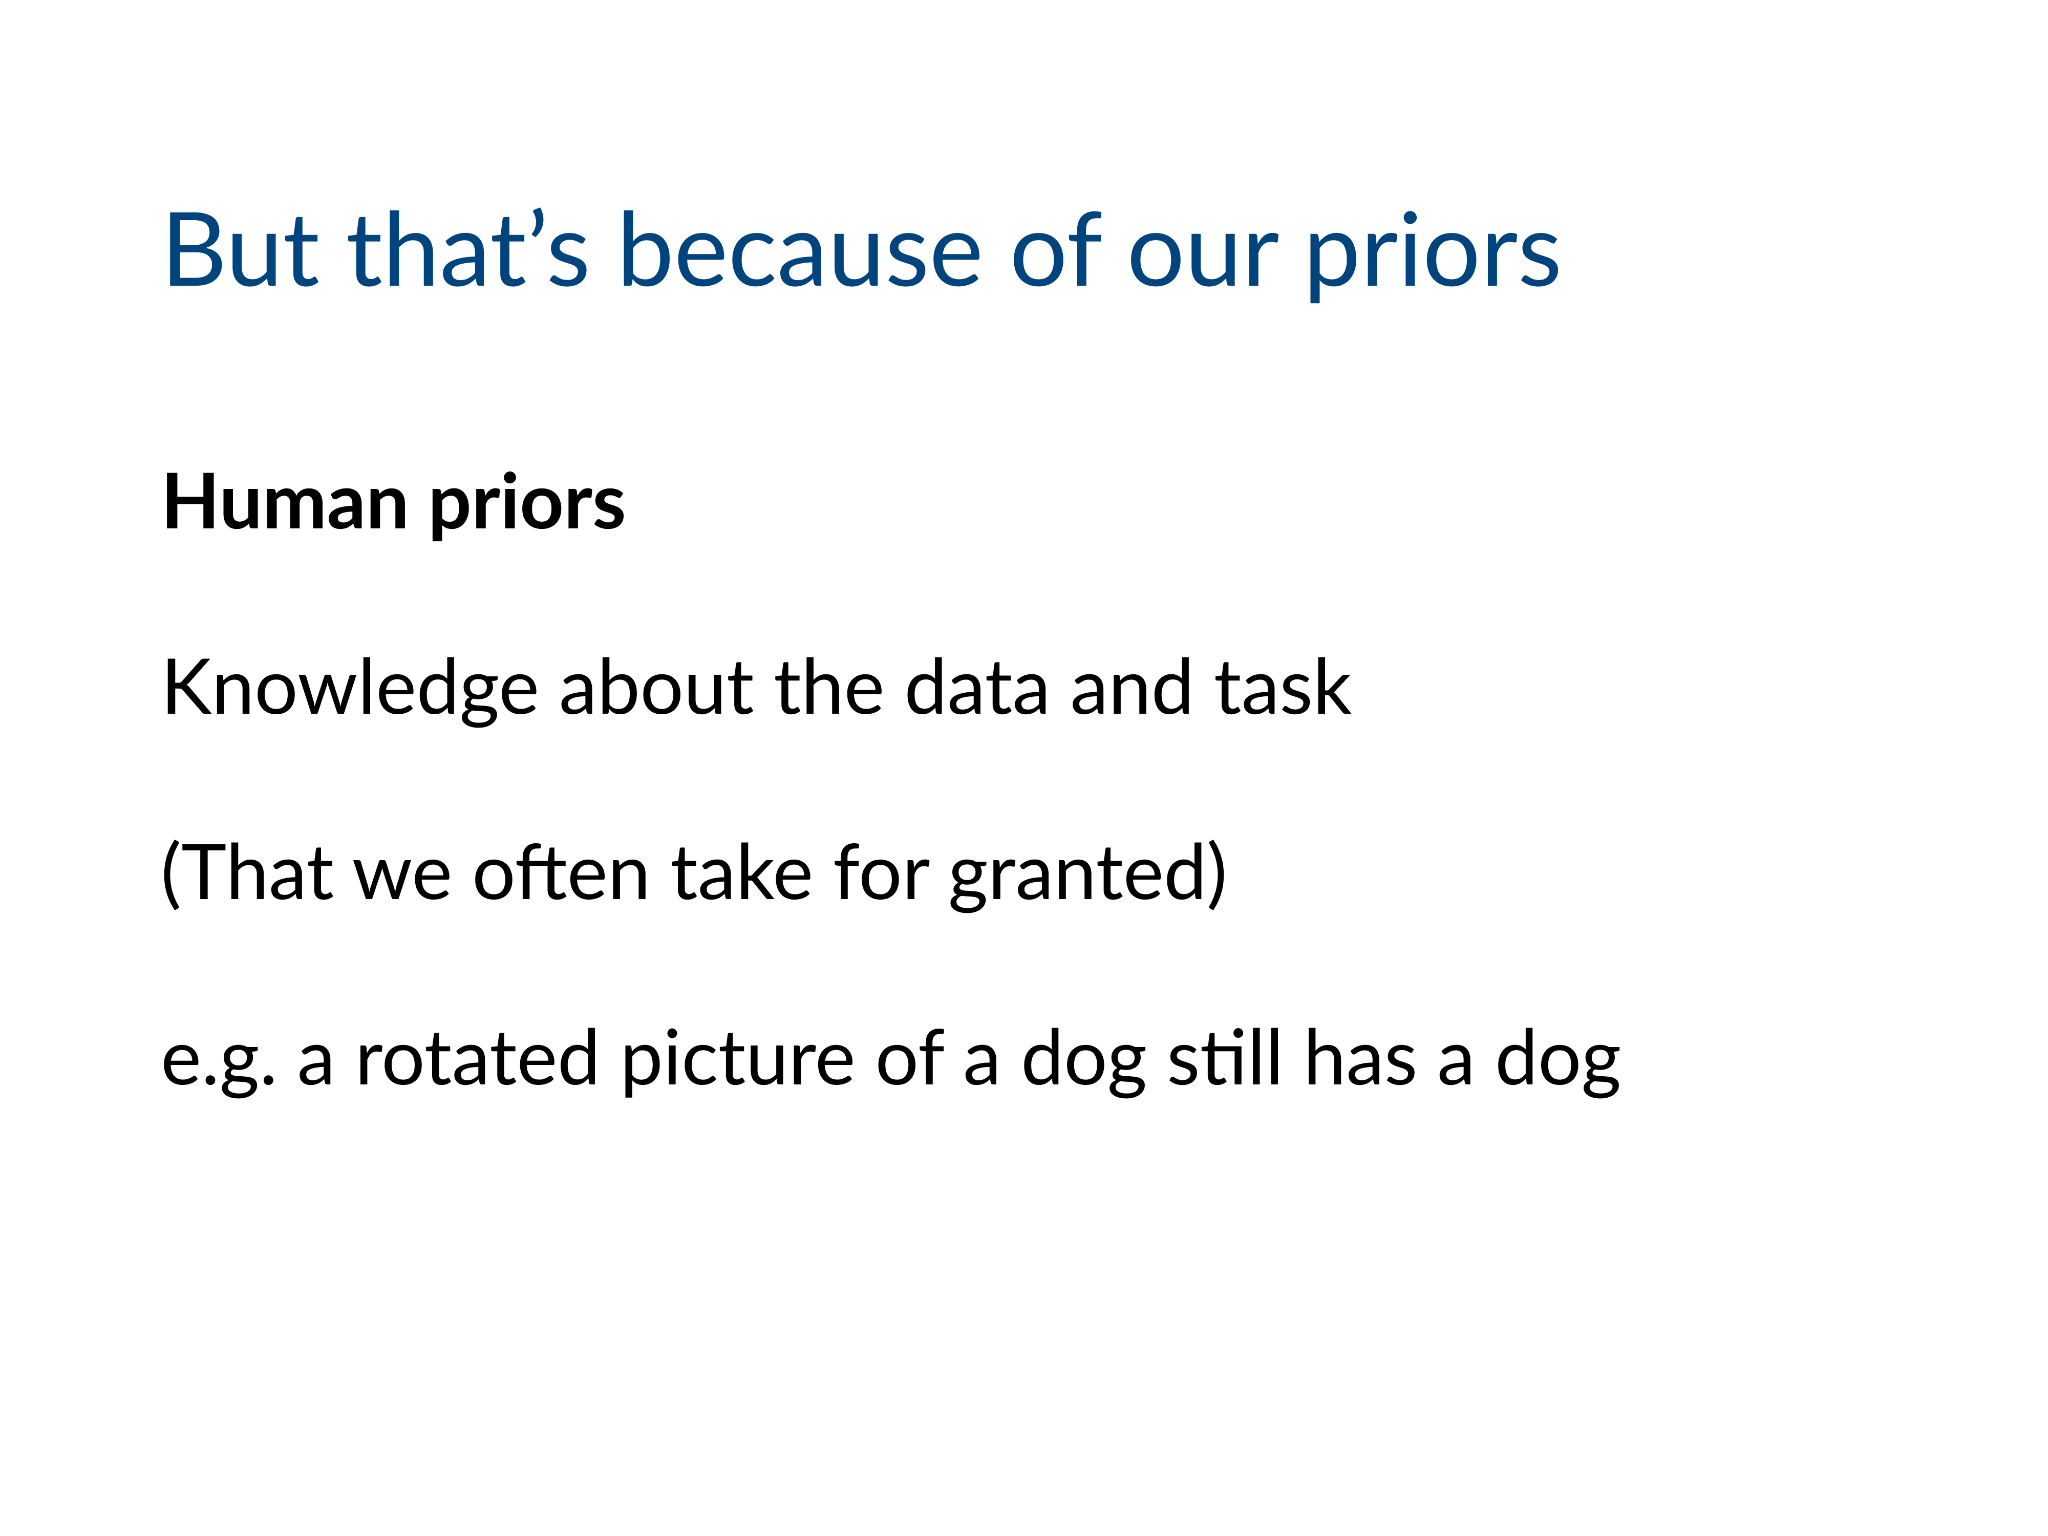 But that’s because of our priors
Human priors
Knowledge about the data and task
(That we often take for granted)
e.g. a rotated picture of a dog still has a dog